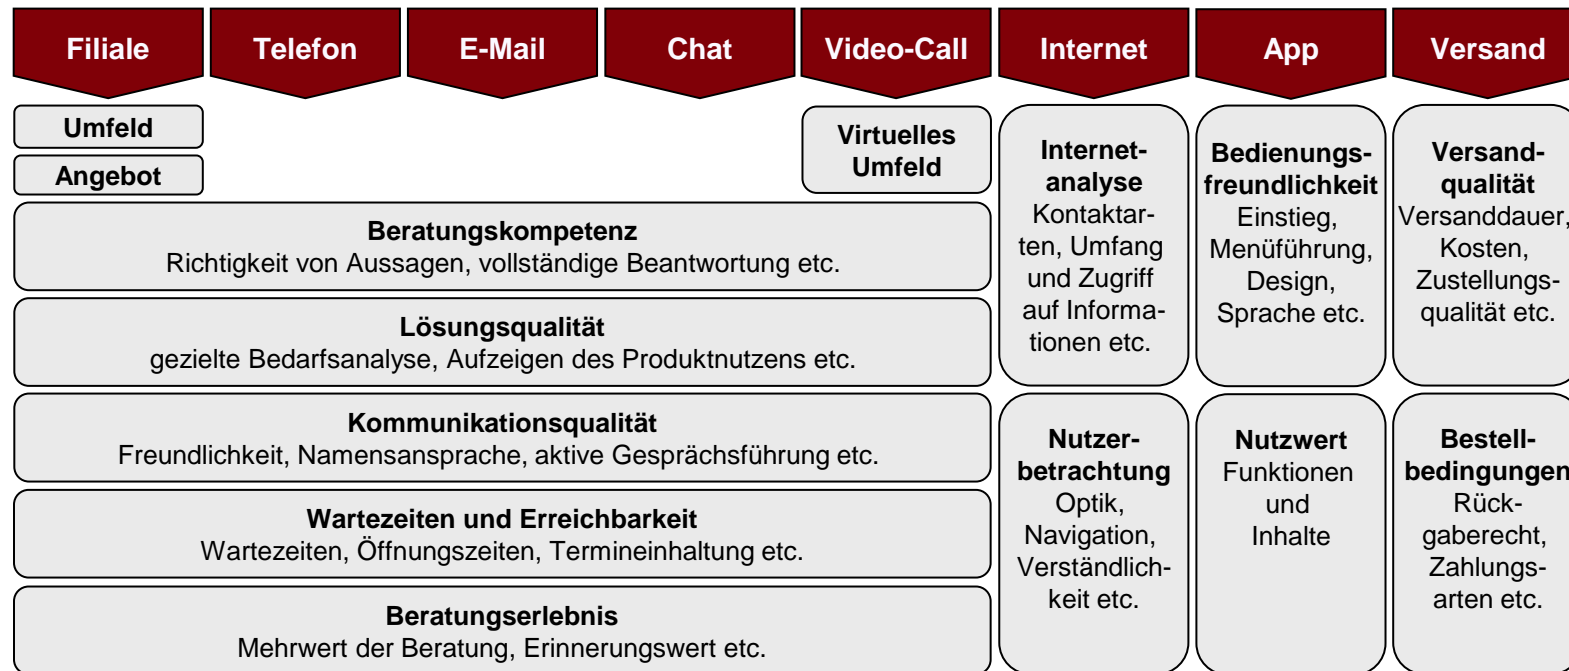 Filiale
Telefon
E-Mail
Chat
Video-Call
Internet
App
Versand
Umfeld
Angebot
Virtuelles
Umfeld
Beratungskompetenz
Richtigkeit von Aussagen, vollständige Beantwortung etc.
Lösungsqualität
gezielte Bedarfsanalyse, Aufzeigen des Produktnutzens etc.
Kommunikationsqualität
Freundlichkeit, Namensansprache, aktive Gesprächsführung etc.
Wartezeiten und Erreichbarkeit
Wartezeiten, Öffnungszeiten, Termineinhaltung etc.
Beratungserlebnis
Mehrwert der Beratung, Erinnerungswert etc.
Internet-
analyse
Kontaktar-
ten, Umfang
und Zugriff
auf Informa-
tionen etc.
Nutzer-
betrachtung
Optik,
Navigation,
Verständlich-
keit etc.
Bedienungs-
freundlichkeit
Einstieg,
Menüführung,
Design,
Sprache etc.
Nutzwert
Funktionen
und
Inhalte
Versand-
qualität
Versanddauer,
Kosten,
Zustellungs-
qualität etc.
Bestell-
bedingungen
Rück-
gaberecht,
Zahlungs-
arten etc.